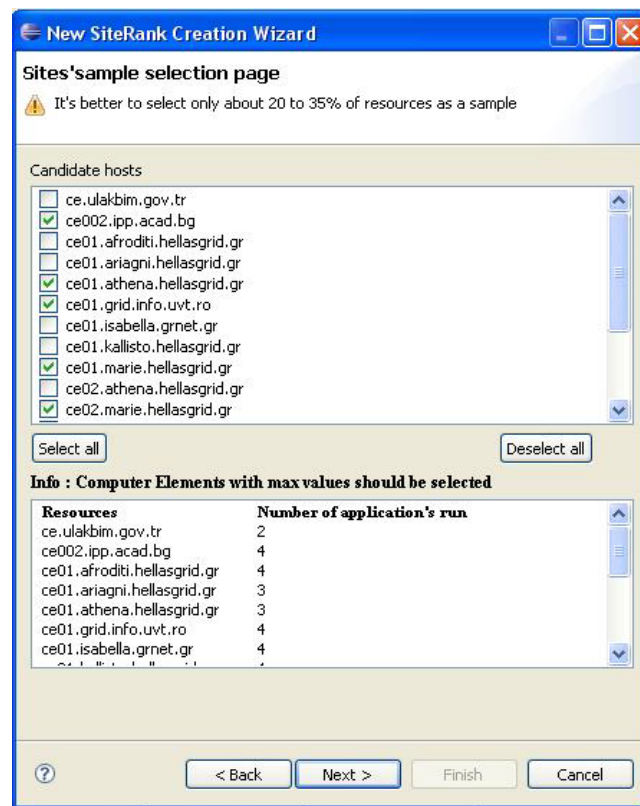 New SiteRank Creation Wizard
Sites'sample selection page
It's better to select only about 20 to 35% of resources as a sample
Candidate hosts
ce.ulakbim.gov.tr
ce002.ipp.acad.bg
ce01.afroditi.hellasgrid.gr
ce01.ariagni.hellasgrid.gr
ce01.athena.hellasgrid.gr
ce01.grid.info.uvt.ro
ce01.isabella.grnet.gr
ce01.kallisto.hellasgrid.gr
ce01.marie.hellasgrid.gr
ce02.athena.hellasgrid.gr
ce02.marie.hellasgrid.gr
Select all Deselect all
Info : Computer Elements with max values should be selected
Resources Number of application's run
ce.ulakbim.gov.tr 2
ce002.ipp.acad.bg 4
ce01.afroditi.hellasgrid.gr 4
ce01.ariagni.hellasgrid.gr 3
ce01.athena.hellasgrid.gr 3
ce01.grid.info.uvt.ro 4
ce01.isabella.grnet.gr 4
? < Back Next > Finish Cancel